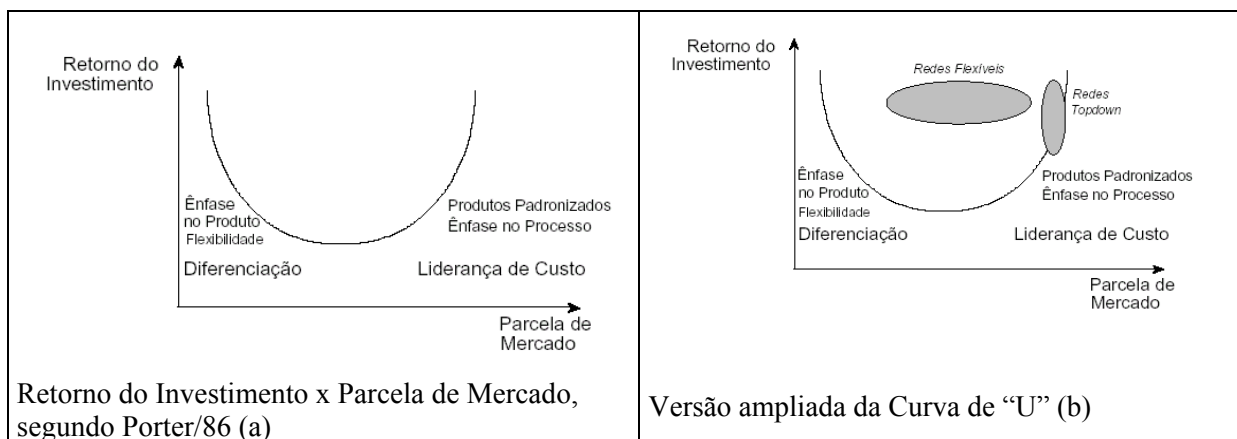 Retorno do
Investimento
Ênfase
no Produto
Flexibilidade
Produtos Padronizados
Ênfase no Processo
Diferenciação
Liderança de Custo
Parcela de
Mercado
Retorno do Investimento x Parcela de Mercado,
segundo Porter/86 (a)
Retorno do
Investimento
Redes Flexíveis
Redes
Topdown
Ênfase
no Produto
Flexibilidade
Produtos Padronizados
Ênfase no Processo
Diferenciação
Liderança de Custo
Parcela de
Mercado
Versão ampliada da Curva de “U” (b)